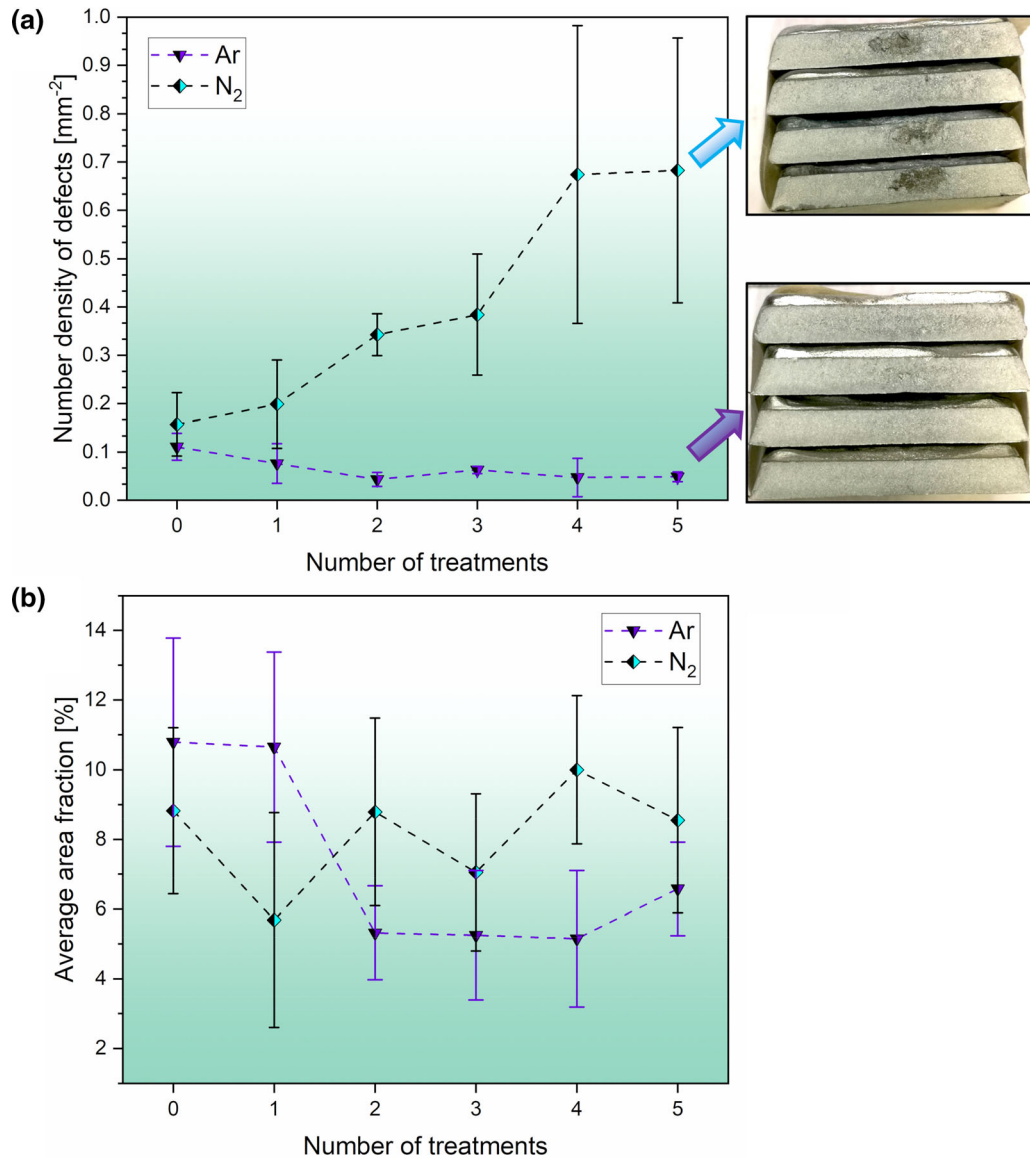 (a)
Number density of defects [mm⁻²]
1.0
0.9
0.8
0.7
0.6
0.5
0.4
0.3
0.2
0.1
0.0
Ar
N₂
0 1 2 3 4 5
Number of treatments
(b)
Average area fraction [%]
14
12
10
8
6
4
2
Ar
N₂
0 1 2 3 4 5
Number of treatments